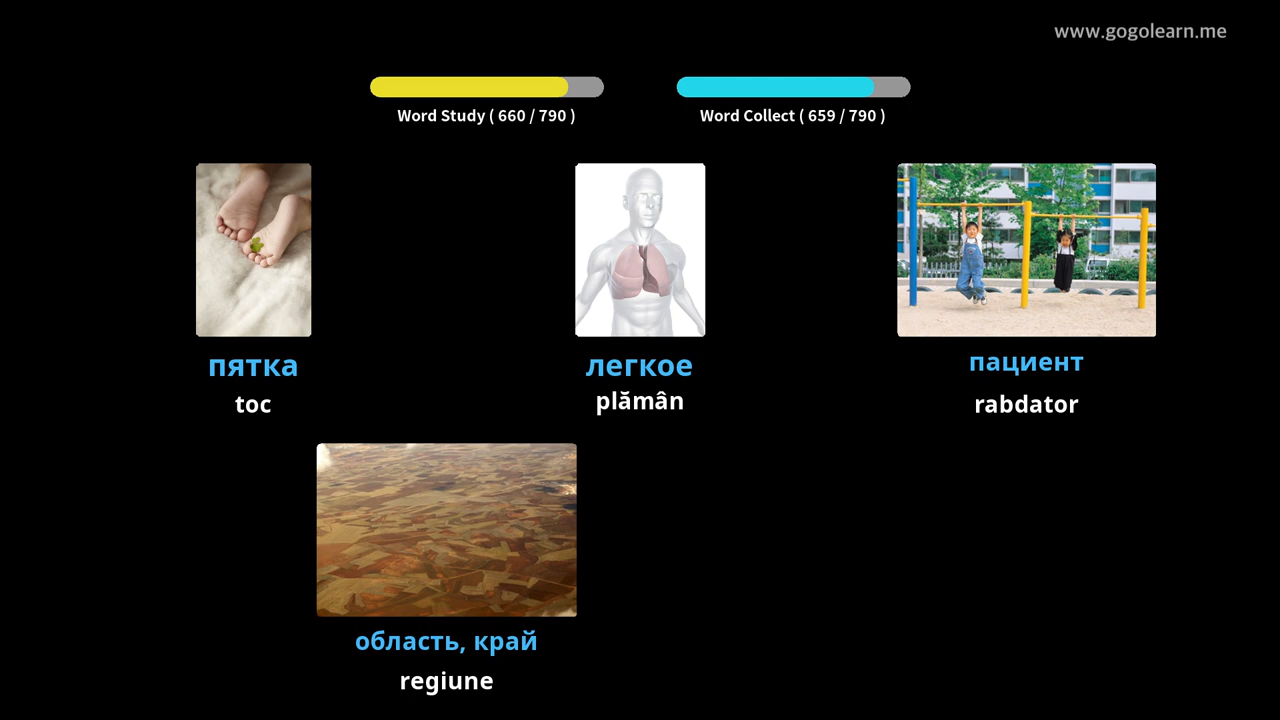 www.gogolearn.me
Word Study ( 660 / 790 )
Word Collect ( 659 / 790 )
пятка
toc
легкое
plămân
пациент
rabdator
область, край
regiune